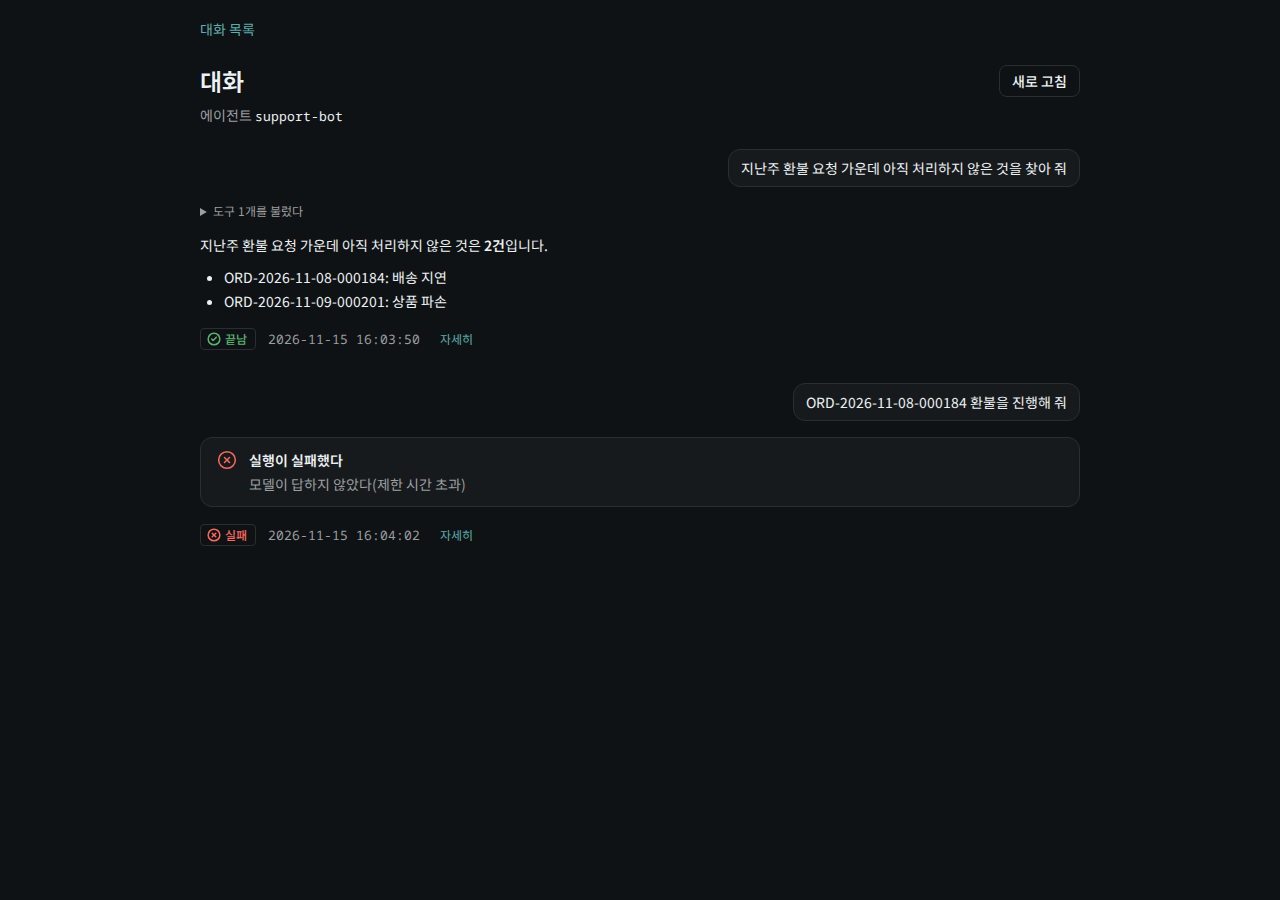 대화 목록
대화
새로 고침
에이전트 support-bot
지난주 환불 요청 가운데 아직 처리하지 않은 것을 찾아 줘
도구 1개를 불렀다
지난주 환불 요청 가운데 아직 처리하지 않은 것은 2건입니다.
ORD-2026-11-08-000184: 배송 지연
ORD-2026-11-09-000201: 상품 파손
끝남 2026-11-15 16:03:50 자세히
ORD-2026-11-08-000184 환불을 진행해 줘
실행이 실패했다
모델이 답하지 않았다(제한 시간 초과)
실패 2026-11-15 16:04:02 자세히